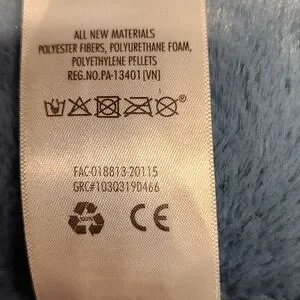 ALL NEW MATERIALS
POLYESTER FIBERS, POLYURETHANE FOAM,
POLYETHYLENE PELLETS
REG.NO.PA-13401[VN]
FAC-018813-20115
GRC#103Q319D466
CE